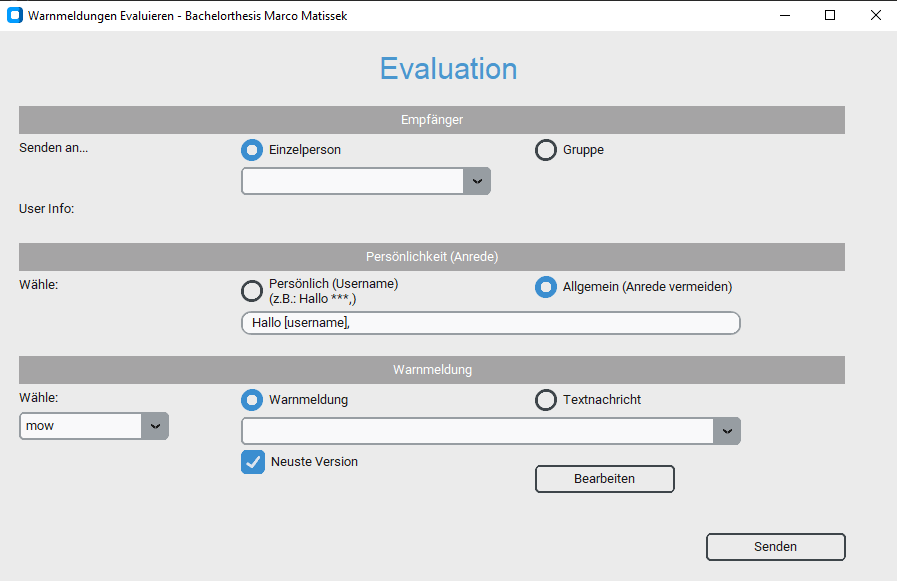 Warnmeldungen Evaluieren - Bachelorthesis Marco Matissek
Evaluation
Empfänger
Senden an...
Einzelperson
Gruppe
User Info:
Persönlichkeit (Anrede)
Wähle:
Persönlich (Username)
(z.B.: Hallo ***,)
Allgemein (Anrede vermeiden)
Hallo [username],
Warnmeldung
Wähle:
Warnmeldung
Textnachricht
mow
Neuste Version
Bearbeiten
Senden